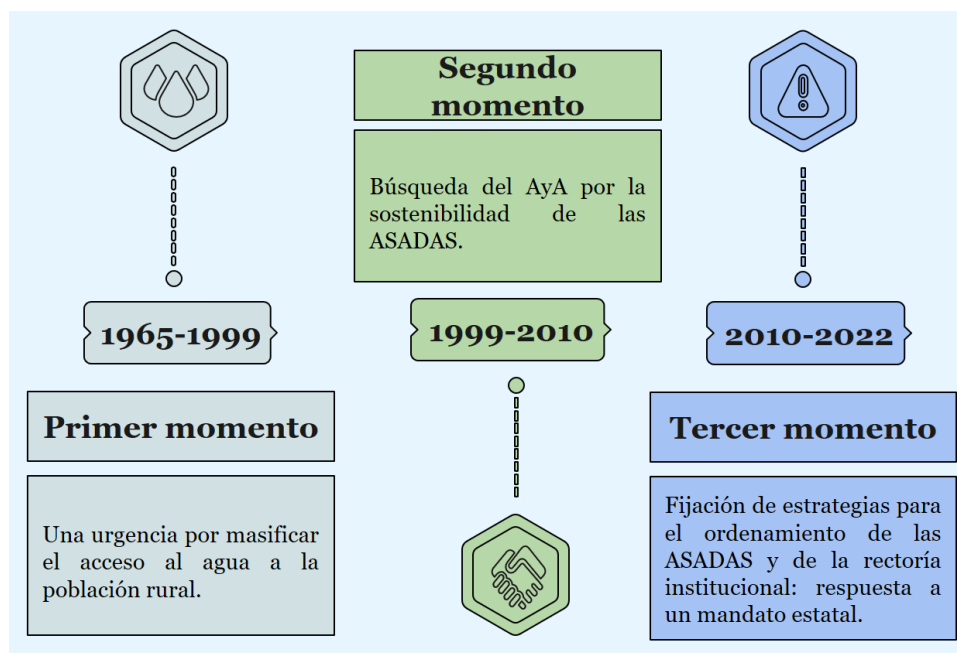 1965-1999
Primer momento
Una urgencia por masificar
el acceso al agua a la
población rural.
Segundo
momento
Búsqueda del AyA por la
sostenibilidad de las
ASADAS.
1999-2010
2010-2022
Tercer momento
Fijación de estrategias para
el ordenamiento de las
ASADAS y de la rectoría
institucional: respuesta a
un mandato estatal.